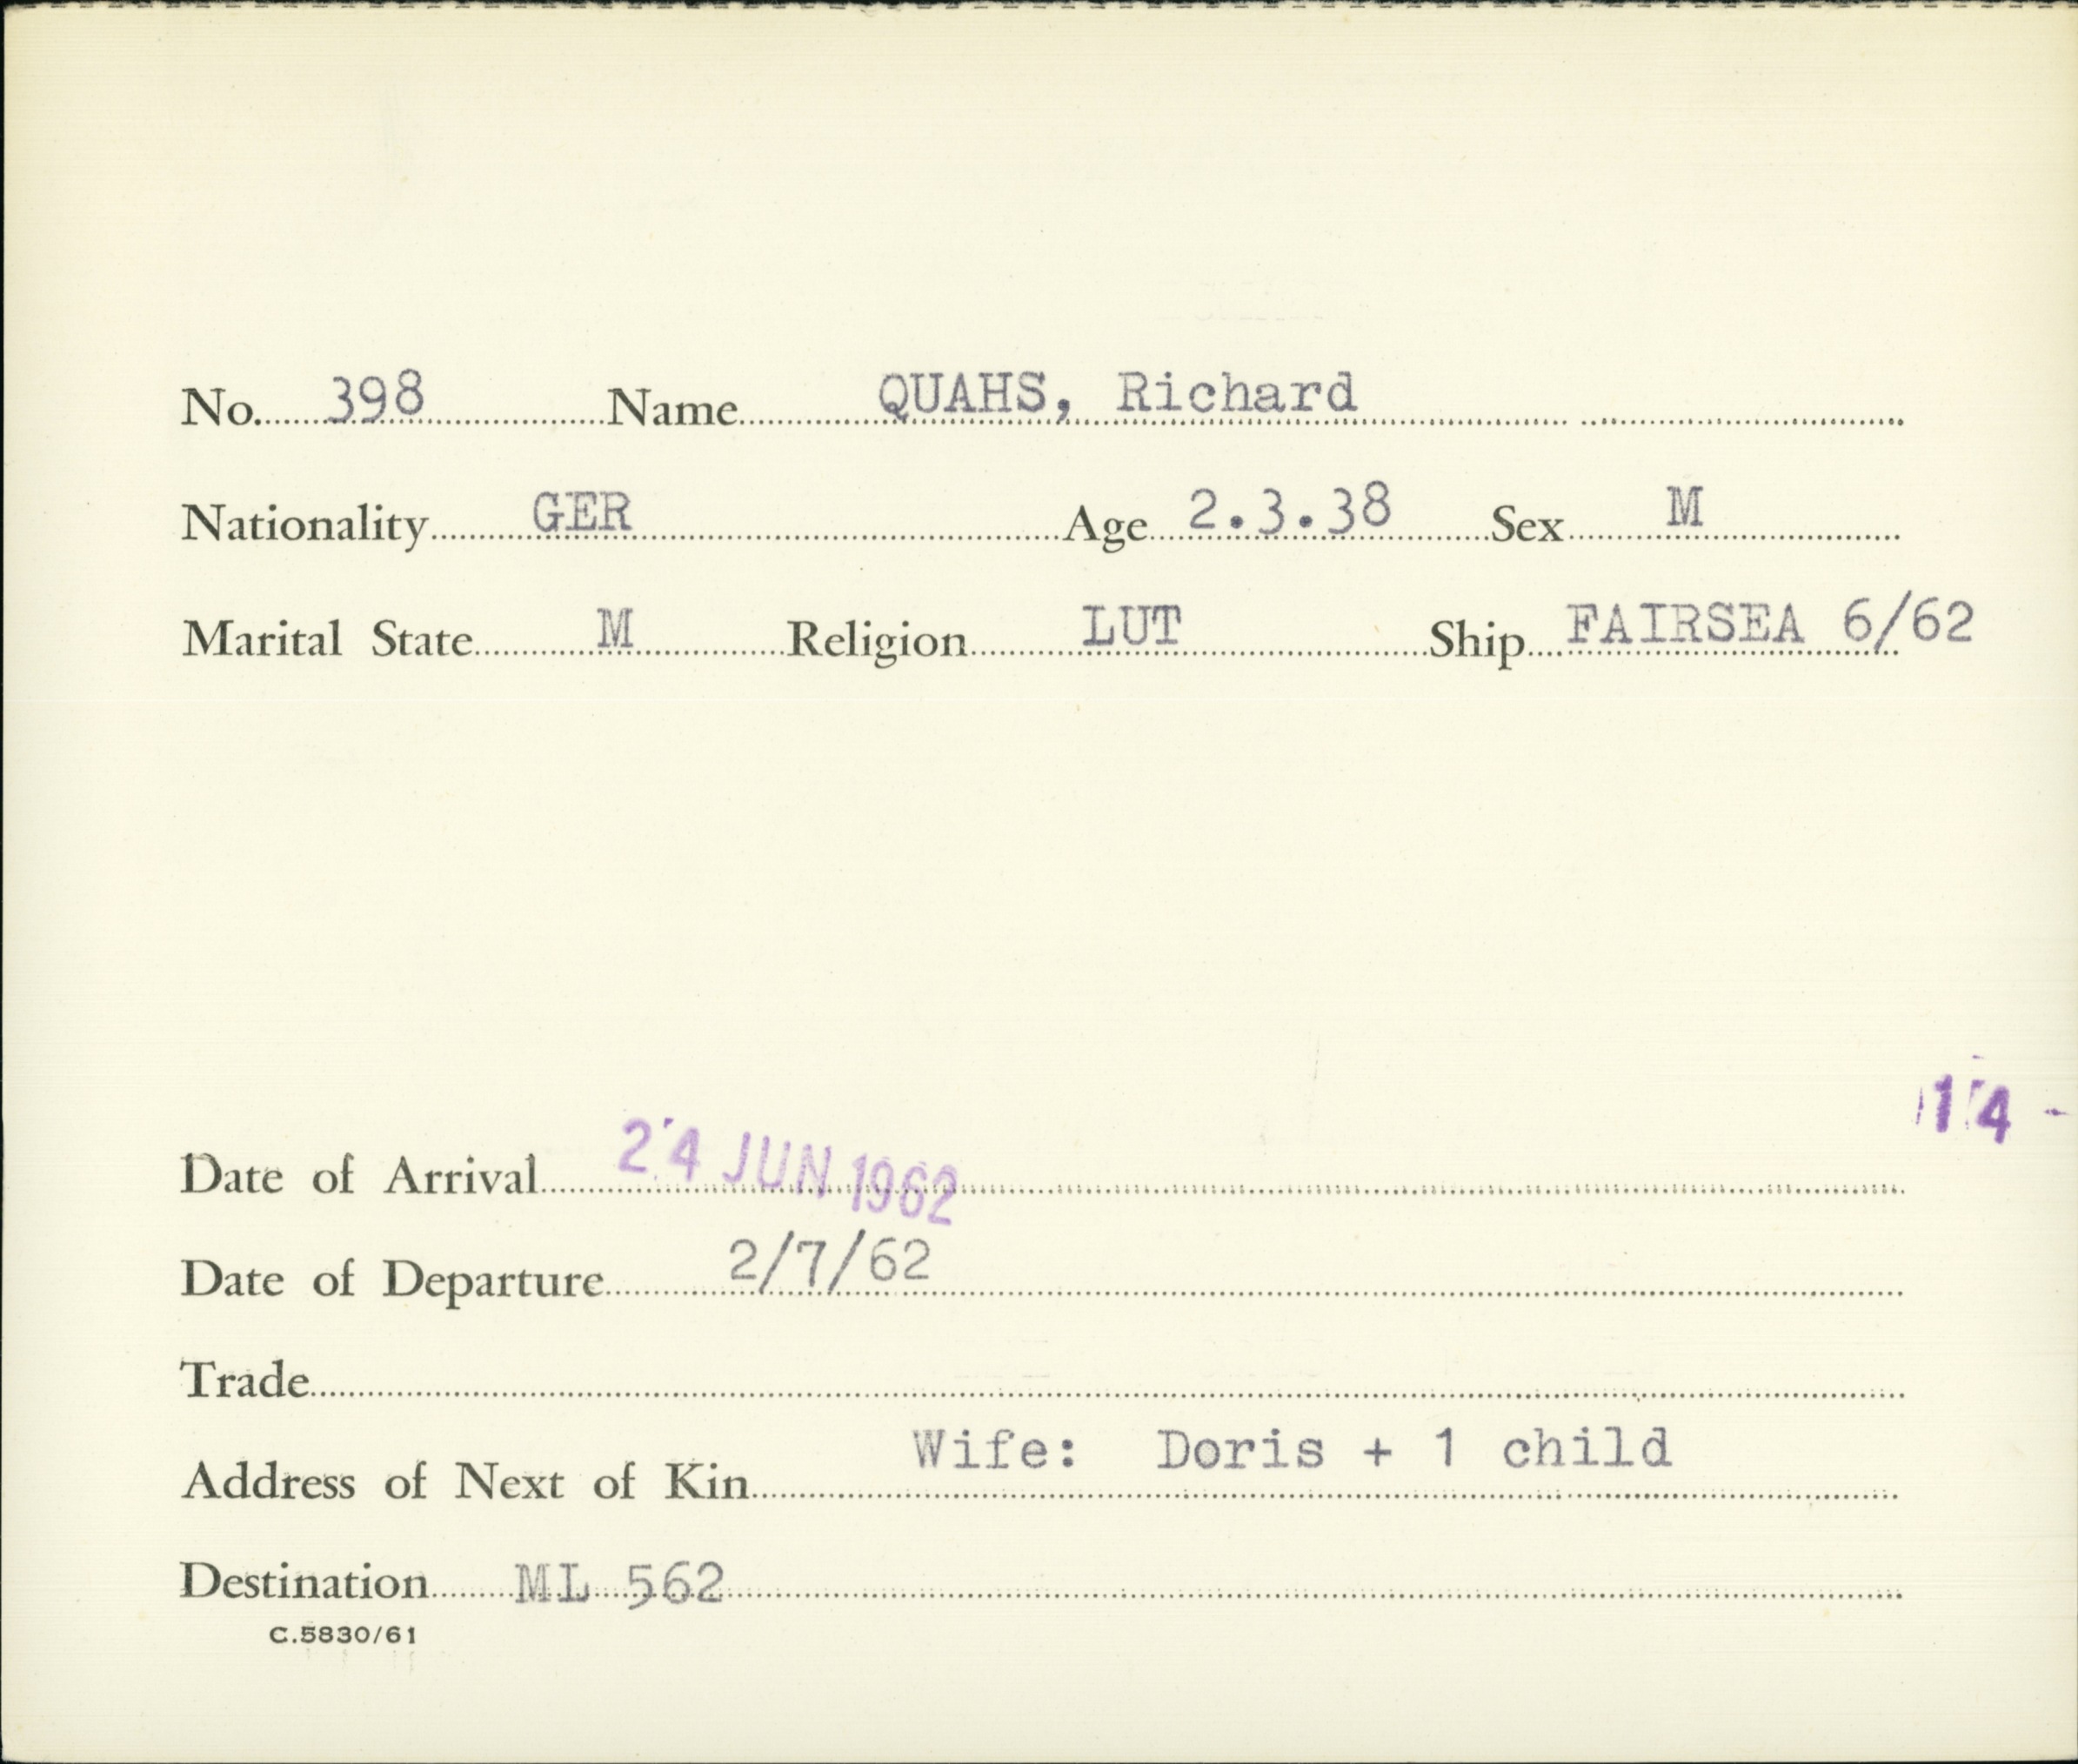 No. 398 Name QUAHS, Richard
Nationality GER Age 2.3.38 Sex M
Marital State M Religion LUT Ship FAIRSEA 6/62
14 -
Date of Arrival 24 JUN 1962
Date of Departure 2/7/62
Trade
Address of Next of Kin Wife: Doris + 1 child
Destination ML 562
C.5830/61